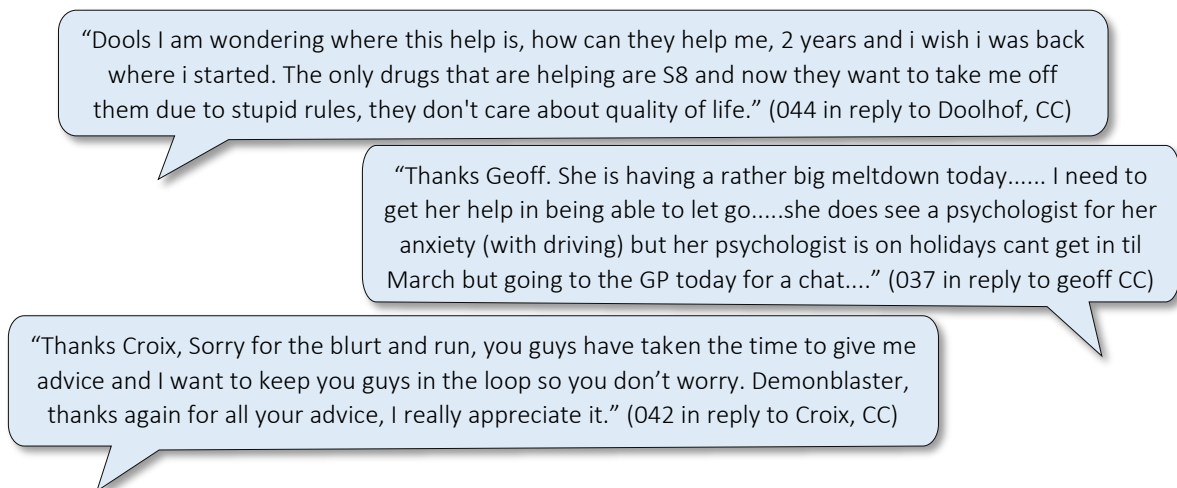 “Dools I am wondering where this help is, how can they help me, 2 years and i wish i was back
where i started. The only drugs that are helping are S8 and now they want to take me off
them due to stupid rules, they don't care about quality of life.” (044 in reply to Doolhof, CC)
“Thanks Geoff. She is having a rather big meltdown today...... I need to
get her help in being able to let go.....she does see a psychologist for her
anxiety (with driving) but her psychologist is on holidays cant get in til
March but going to the GP today for a chat....” (037 in reply to geoff CC)
“Thanks Croix, Sorry for the blurt and run, you guys have taken the time to give me
advice and I want to keep you guys in the loop so you don’t worry. Demonblaster,
thanks again for all your advice, I really appreciate it.” (042 in reply to Croix, CC)